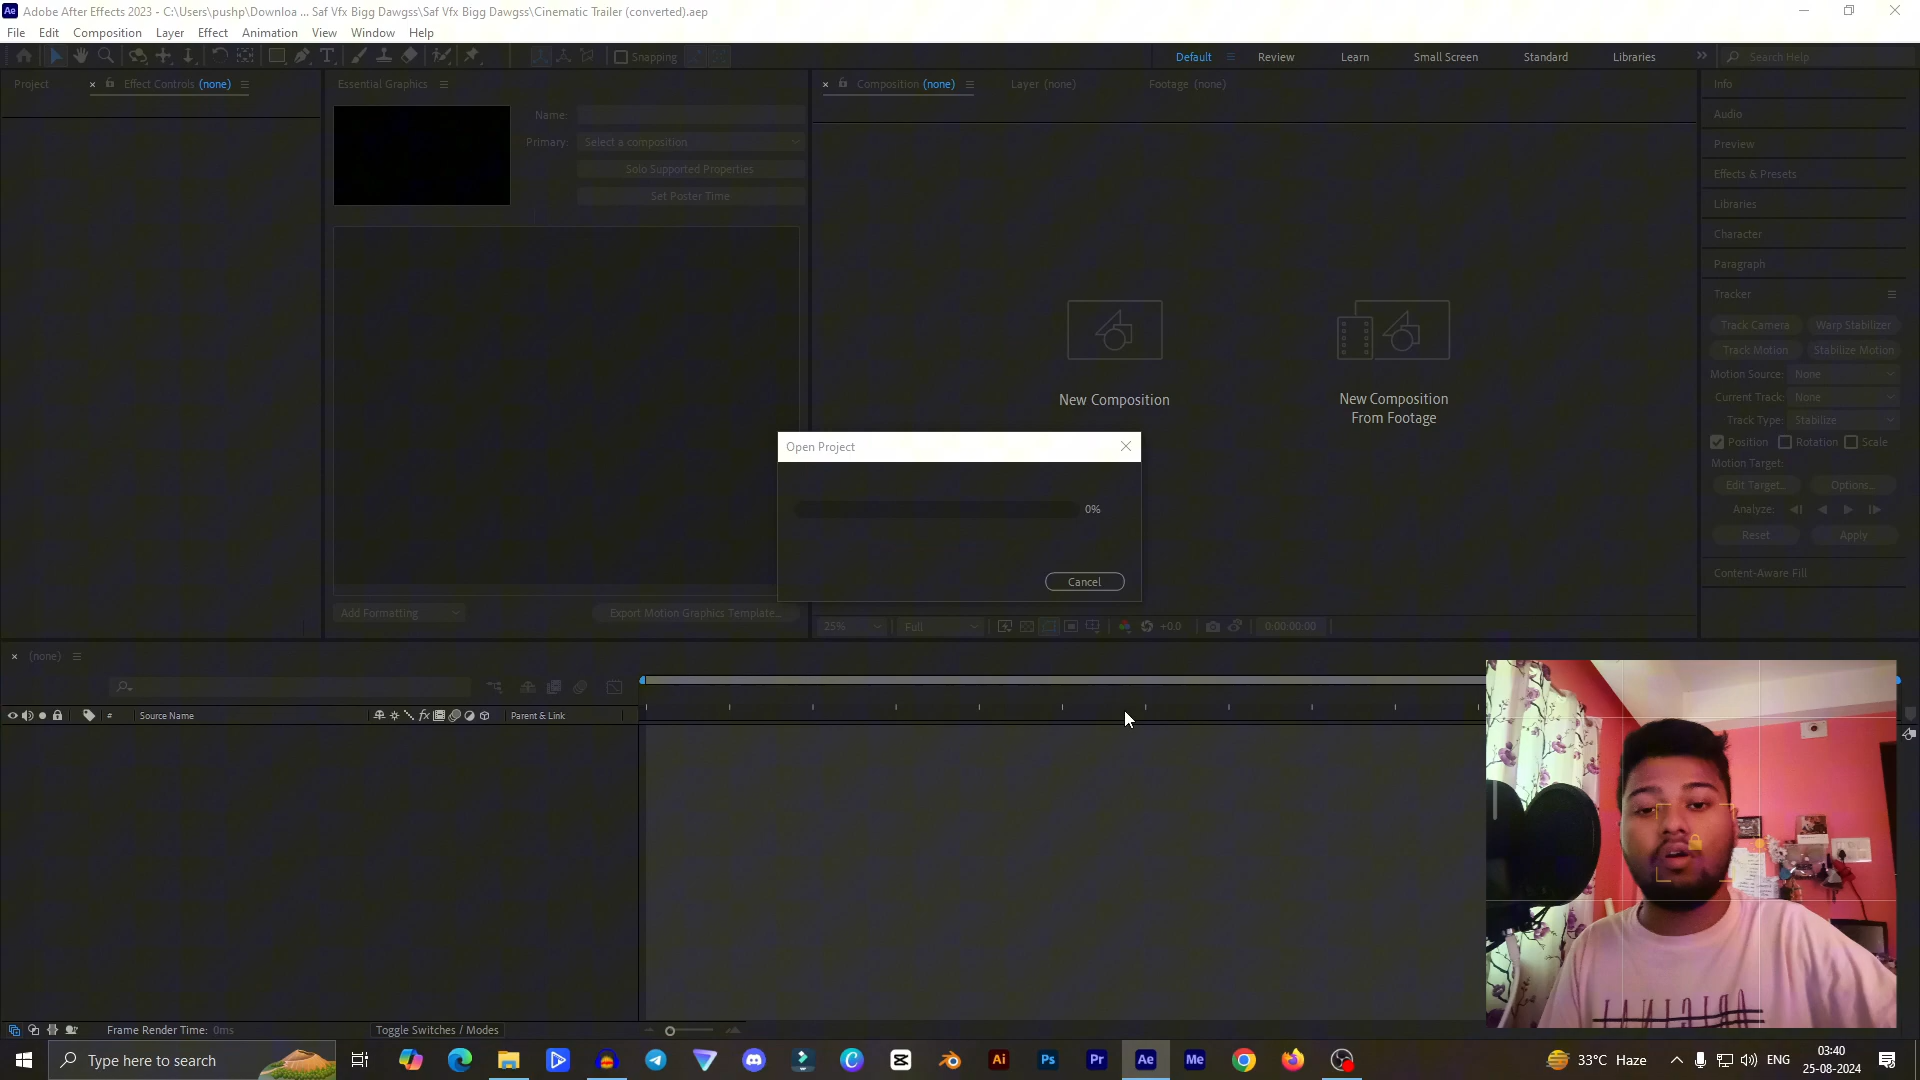 Adobe After Effects 2023 - C:\Users\pushp\Downloa ... Saf Vfx Bigg Dawgss\Saf Vfx Bigg Dawgss\Cinematic Trailer (converted).aep
File Edit Composition Layer Effect Animation View Window Help
Snapping Default Review Learn Small Screen Standard Libraries Search Help
Project Effect Controls (none) Essential Graphics Composition (none) Layer (none) Footage (none) Info
Name:
Audio
Primary: Select a composition
Preview
Solo Supported Properties
Effects & Presets
Set Poster Time
Libraries
Character
Paragraph
Tracker
Track Camera Warp Stabilizer
Track Motion Stabilize Motion
Motion Source: None
Current Track: None
New Composition
New Composition
From Footage
Track Type: Stabilize
Position Rotation Scale
Open Project
Motion Target:
Edit Target... Options...
0%
Analyze:
Reset Apply
Content-Aware Fill
Cancel
Add Formatting Export Motion Graphics Template...
25% Full +0.0 0:00:00:00
(none)
# Source Name fx Parent & Link
Frame Render Time: 0ms Toggle Switches / Modes
Type here to search
Ai Ps Pr Ae Me
33°C Haze ENG
03:40
25-08-2024